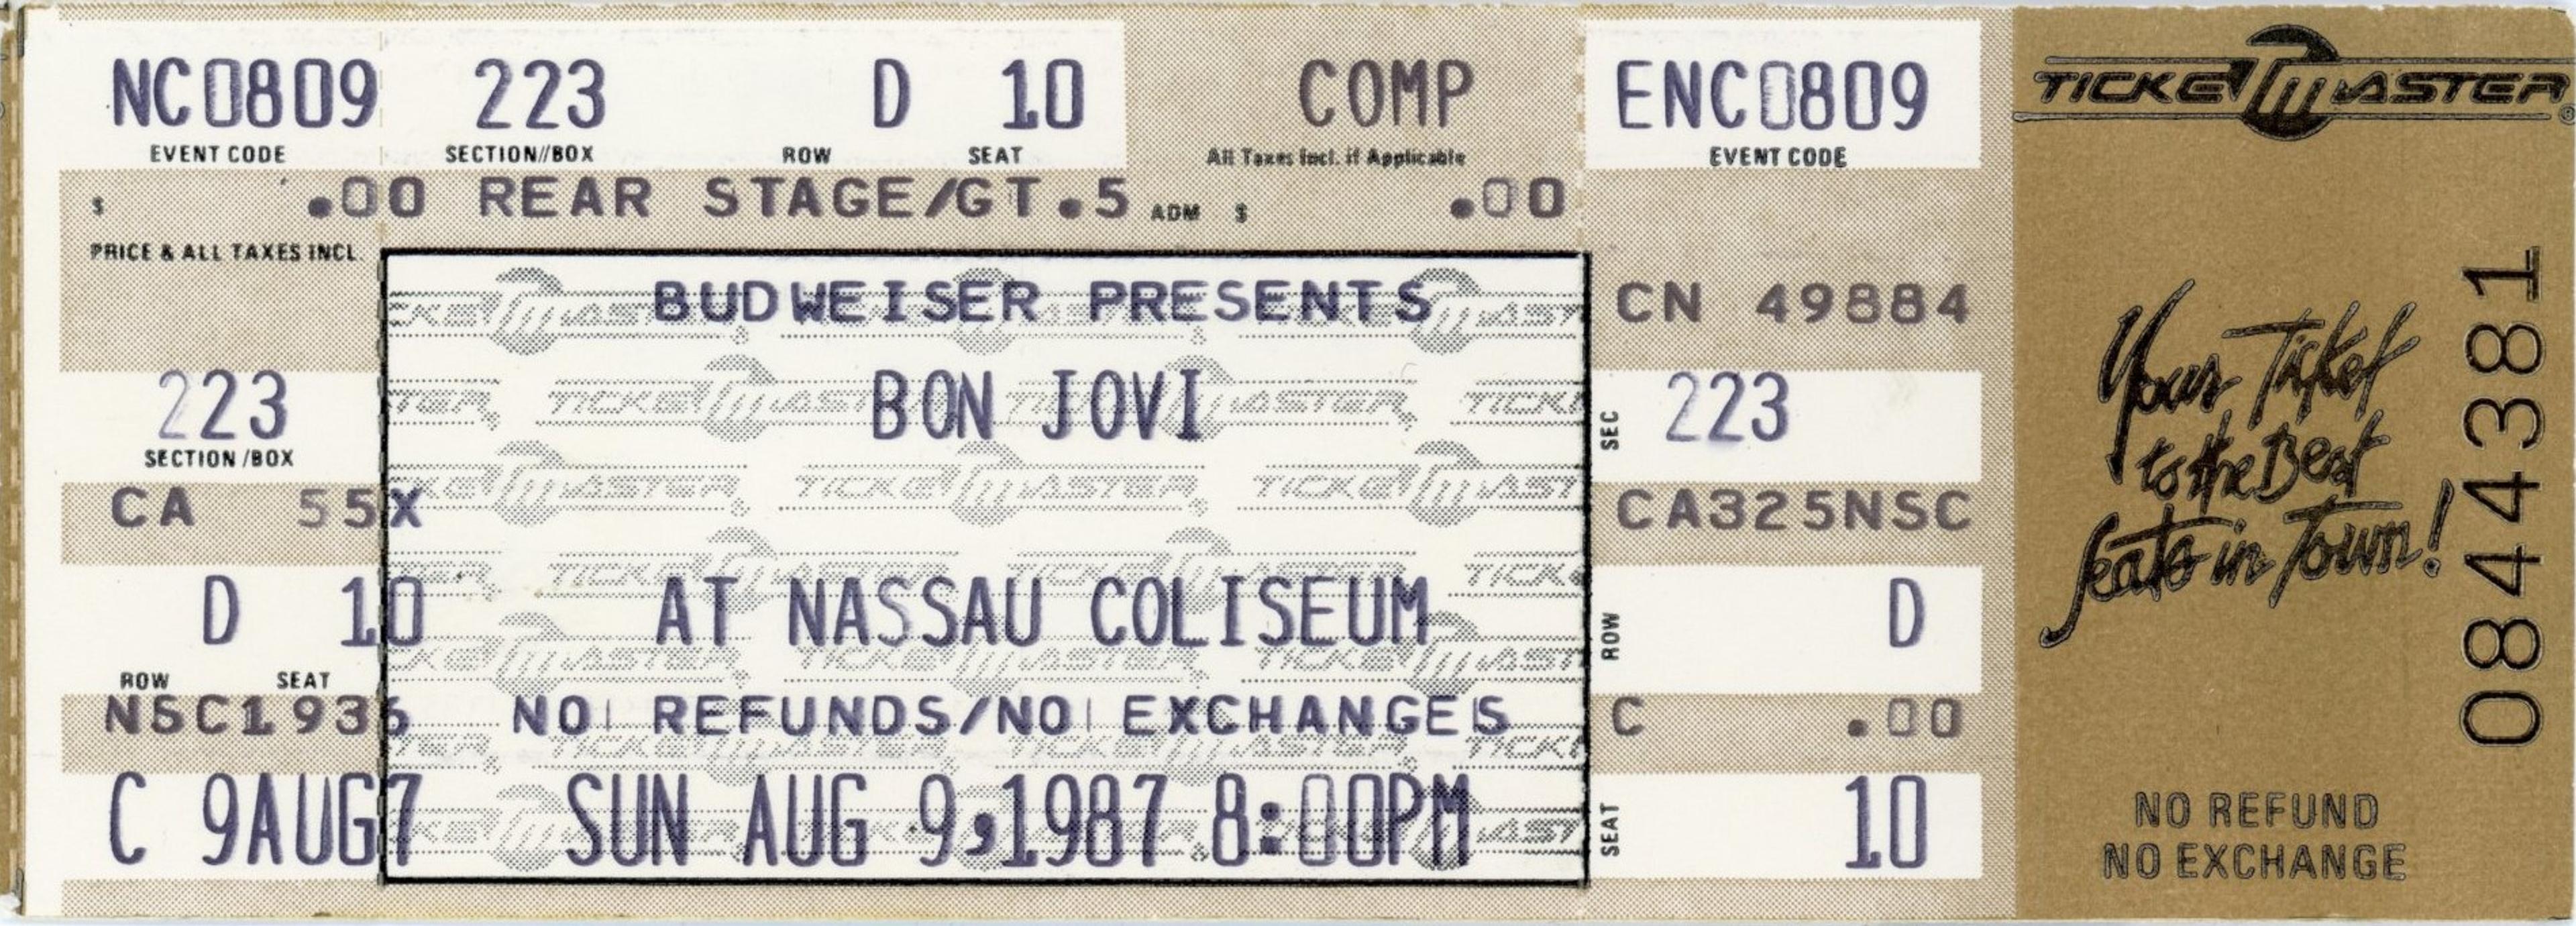 NC0809 223 D 10 COMP ENC0809
EVENT CODE SECTION//BOX ROW SEAT All Taxes Incl. if Applicable EVENT CODE
$ .00 REAR STAGE/GT.5 ADM $ .00
PRICE & ALL TAXES INCL
BUDWEISER PRESENTS
BON JOVI
AT NASSAU COLISEUM
NO REFUNDS/NO EXCHANGES
SUN AUG 9,1987 8:00PM
223
SECTION/BOX
CA 55X
D 10
ROW SEAT
NSC1936
C 9AUG7
CN 49884
SEC 223
CA325NSC
ROW D
C .00
SEAT 10
TICKETMASTER®
Your Ticket
to the Best
Seats in Town!
0844381
NO REFUND
NO EXCHANGE